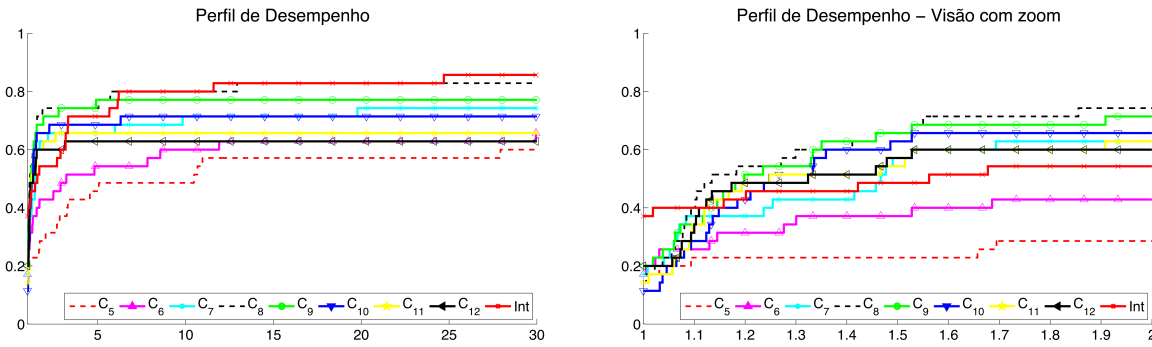 Perfil de Desempenho
1
0.8
0.6
0.4
0.2
0
5 10 15 20 25 30
C5 C6 C7 C8 C9 C10 C11 C12 Int
Perfil de Desempenho – Visão com zoom
1
0.8
0.6
0.4
0.2
0
1 1.1 1.2 1.3 1.4 1.5 1.6 1.7 1.8 1.9 2
C5 C6 C7 C8 C9 C10 C11 C12 Int